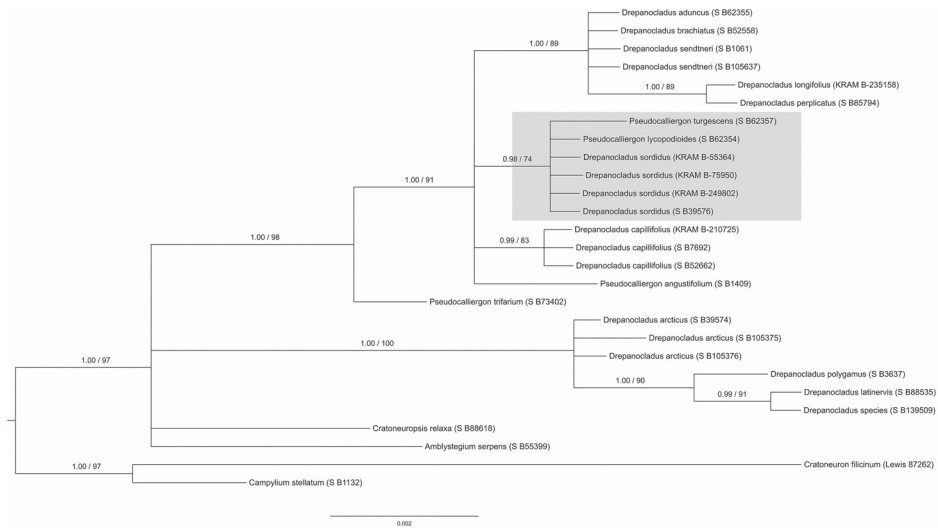 Drepanocladus aduncus (S B62355)
Drepanocladus brachiatus (S B52558)
1.00 / 89
Drepanocladus sendtneri (S B1061)
Drepanocladus sendtneri (S B105637)
Drepanocladus longifolius (KRAM B-235158)
1.00 / 89
Drepanocladus perplicatus (S B85794)
Pseudocalliergon turgescens (S B62357)
Pseudocalliergon lycopodioides (S B62354)
Drepanocladus sordidus (KRAM B-55364)
0.98 / 74
Drepanocladus sordidus (KRAM B-75950)
1.00 / 91
Drepanocladus sordidus (KRAM B-249802)
Drepanocladus sordidus (S B39576)
Drepanocladus capillifolius (KRAM B-210725)
1.00 / 98
0.99 / 83
Drepanocladus capillifolius (S B7692)
Drepanocladus capillifolius (S B52662)
Pseudocalliergon angustifolium (S B1409)
Pseudocalliergon trifarium (S B73402)
Drepanocladus arcticus (S B39574)
Drepanocladus arcticus (S B105375)
1.00 / 100
Drepanocladus arcticus (S B105376)
1.00 / 97
Drepanocladus polygamus (S B3637)
1.00 / 90
Drepanocladus latinervis (S B88535)
0.99 / 91
Drepanocladus species (S B139509)
Cratoneuropsis relaxa (S B88618)
Amblystegium serpens (S B55399)
Cratoneuron filicinum (Lewis 87262)
1.00 / 97
Campylium stellatum (S B1132)
0.002